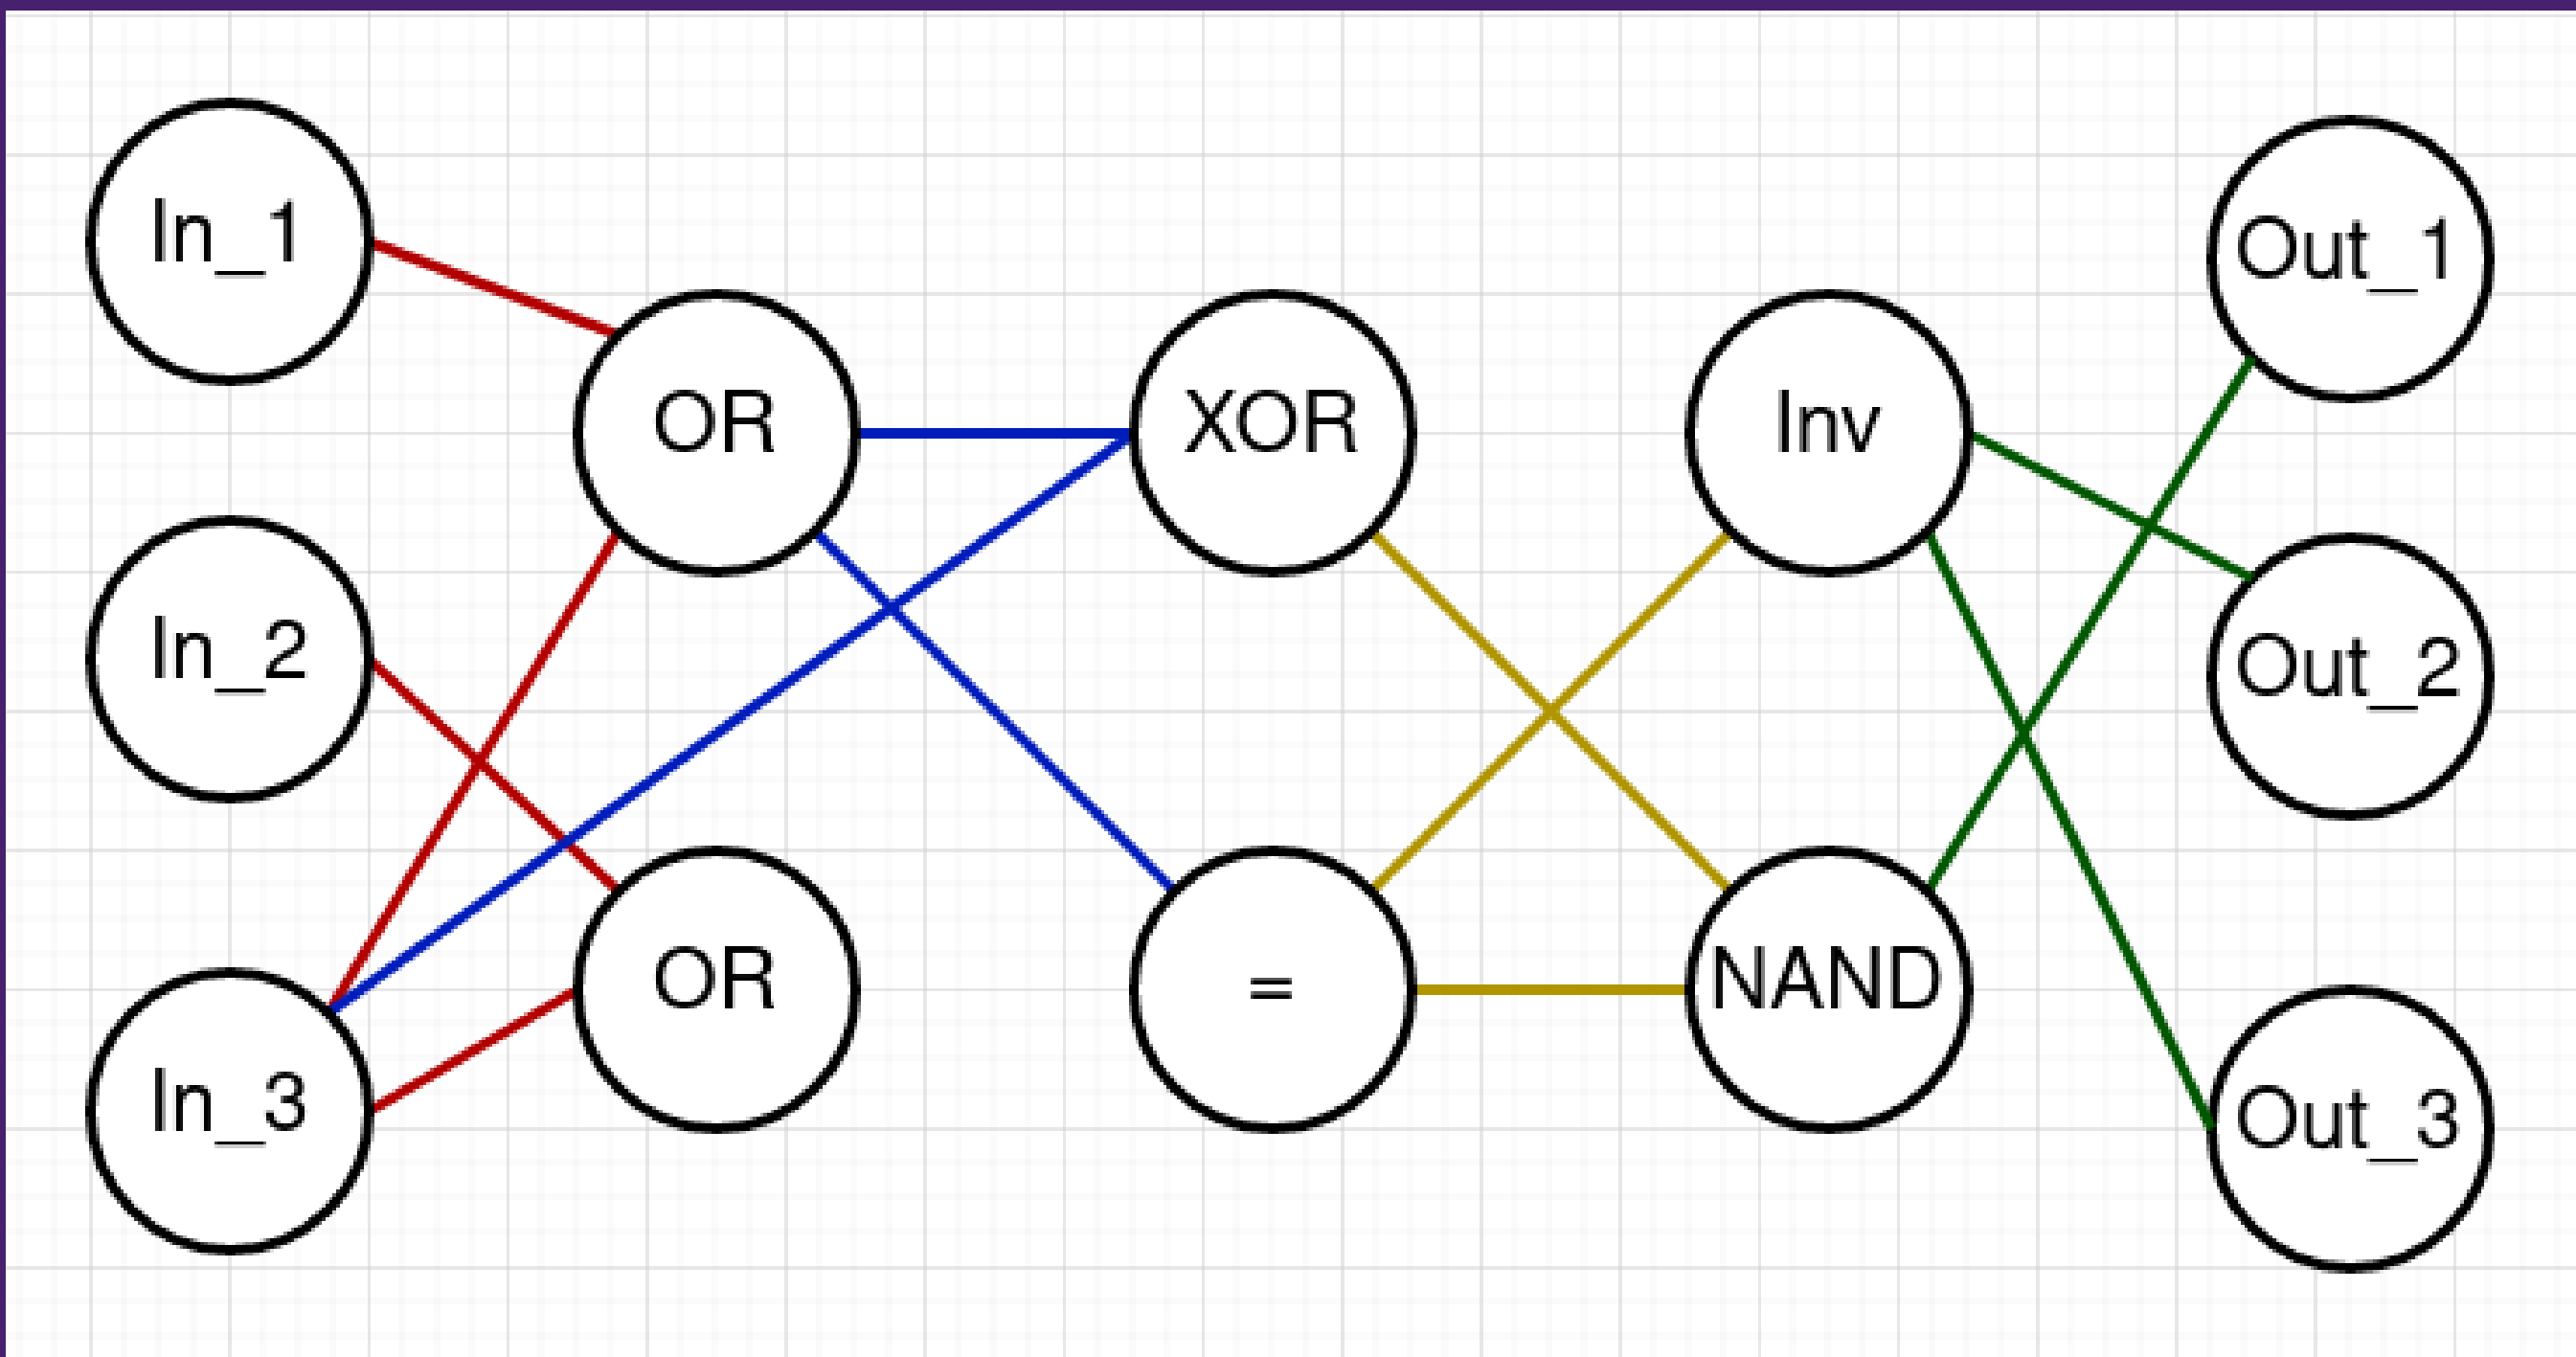 In_1
Out_1
OR
XOR
Inv
In_2
Out_2
OR
=
NAND
In_3
Out_3